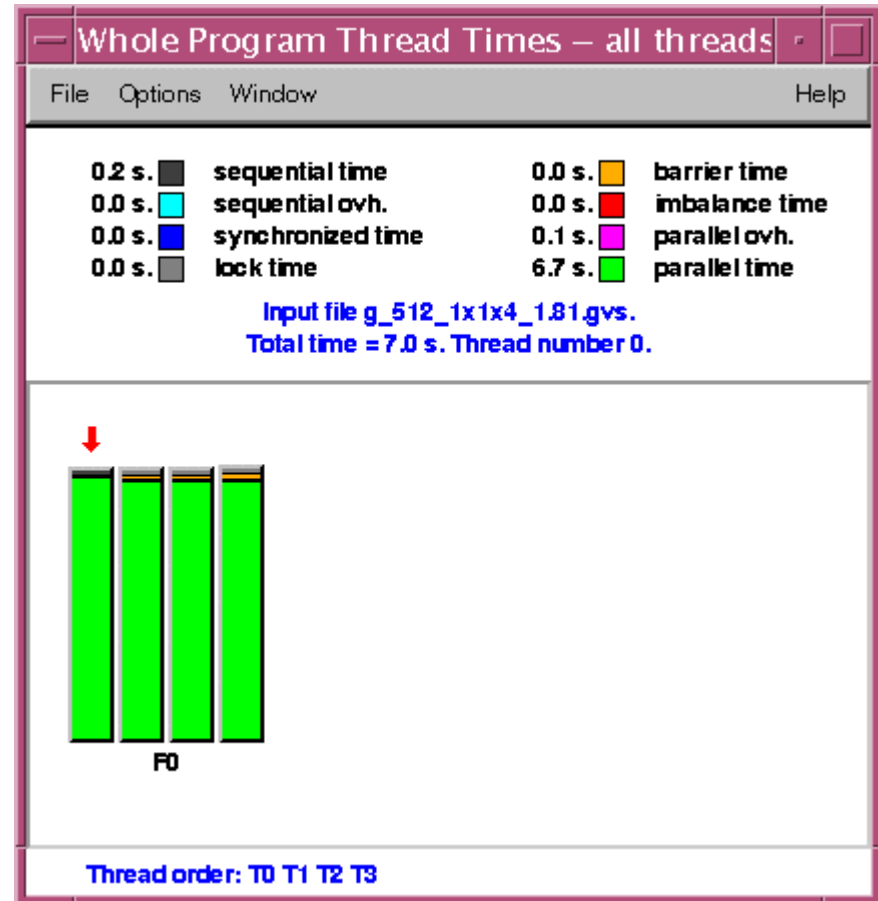 Whole Program Thread Times – all threads
File Options Window Help
0.2 s. sequential time 0.0 s. barrier time
0.0 s. sequential ovh. 0.0 s. imbalance time
0.0 s. synchronized time 0.1 s. parallel ovh.
0.0 s. lock time 6.7 s. parallel time
Input file g_512_1x1x4_1.81.gvs.
Total time = 7.0 s. Thread number 0.
F0
Thread order: T0 T1 T2 T3